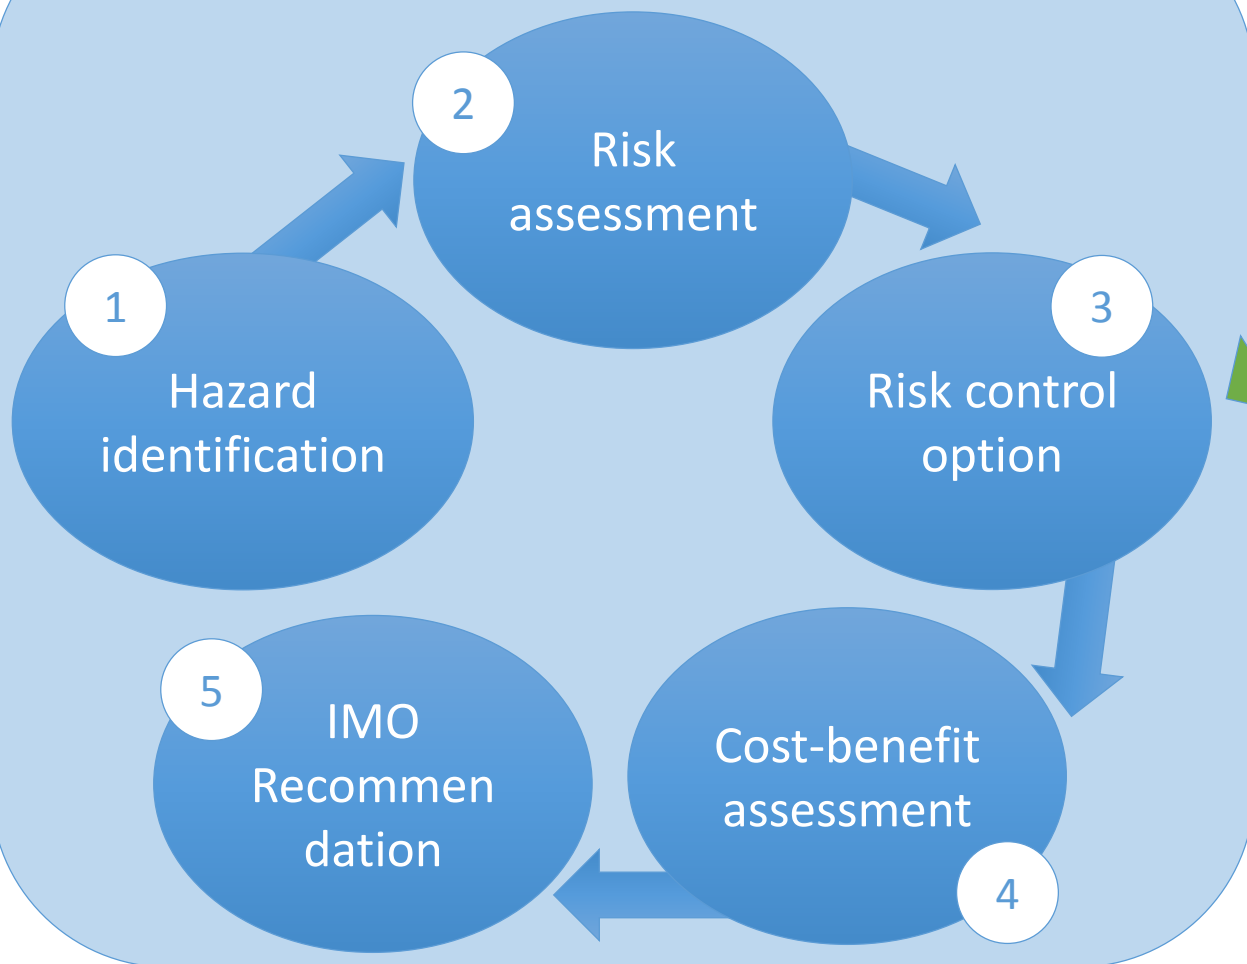 1
Hazard
identification
2
Risk
assessment
3
Risk control
option
4
Cost-benefit
assessment
5
IMO
Recommen
dation